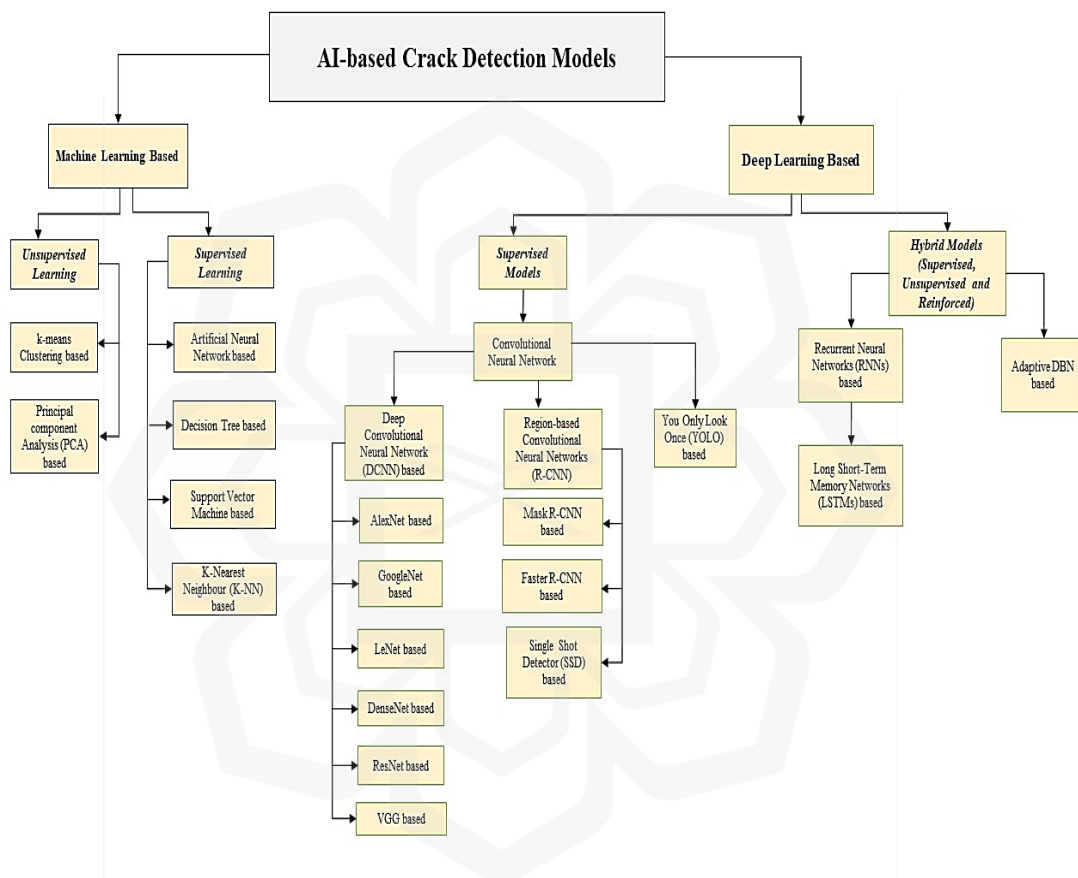 AI-based Crack Detection Models
Machine Learning Based
Deep Learning Based
Unsupervised
Learning
Supervised
Learning
Supervised
Models
Hybrid Models
(Supervised,
Unsupervised and
Reinforced)
k-means
Clustering based
Principal
component
Analysis (PCA)
based
Artificial Neural
Network based
Decision Tree based
Support Vector
Machine based
K-Nearest
Neighbour (K-NN)
based
Convolutional
Neural Network
Deep
Convolutional
Neural Network
(DCNN) based
AlexNet based
GoogleNet
based
LeNet based
DenseNet based
ResNet based
VGG based
Region-based
Convolutional
Neural Networks
(R-CNN)
Mask R-CNN
based
Faster R-CNN
based
Single Shot
Detector (SSD)
based
You Only Look
Once (YOLO)
based
Recurrent Neural
Networks (RNNs)
based
Long Short-Term
Memory Networks
(LSTMs) based
Adaptive DBN
based